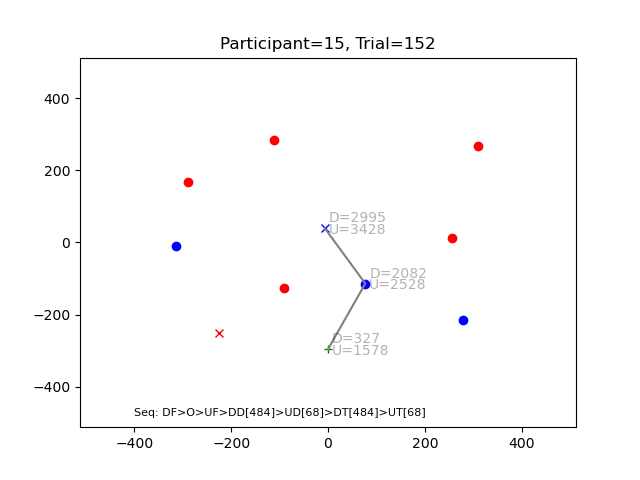 Participant=15, Trial=152
400
200
0
−200
−400
D=2995
U=3428
D=2082
U=2528
D=327
U=1578
Seq: DF>O>UF>DD[484]>UD[68]>DT[484]>UT[68]
−400 −200 0 200 400